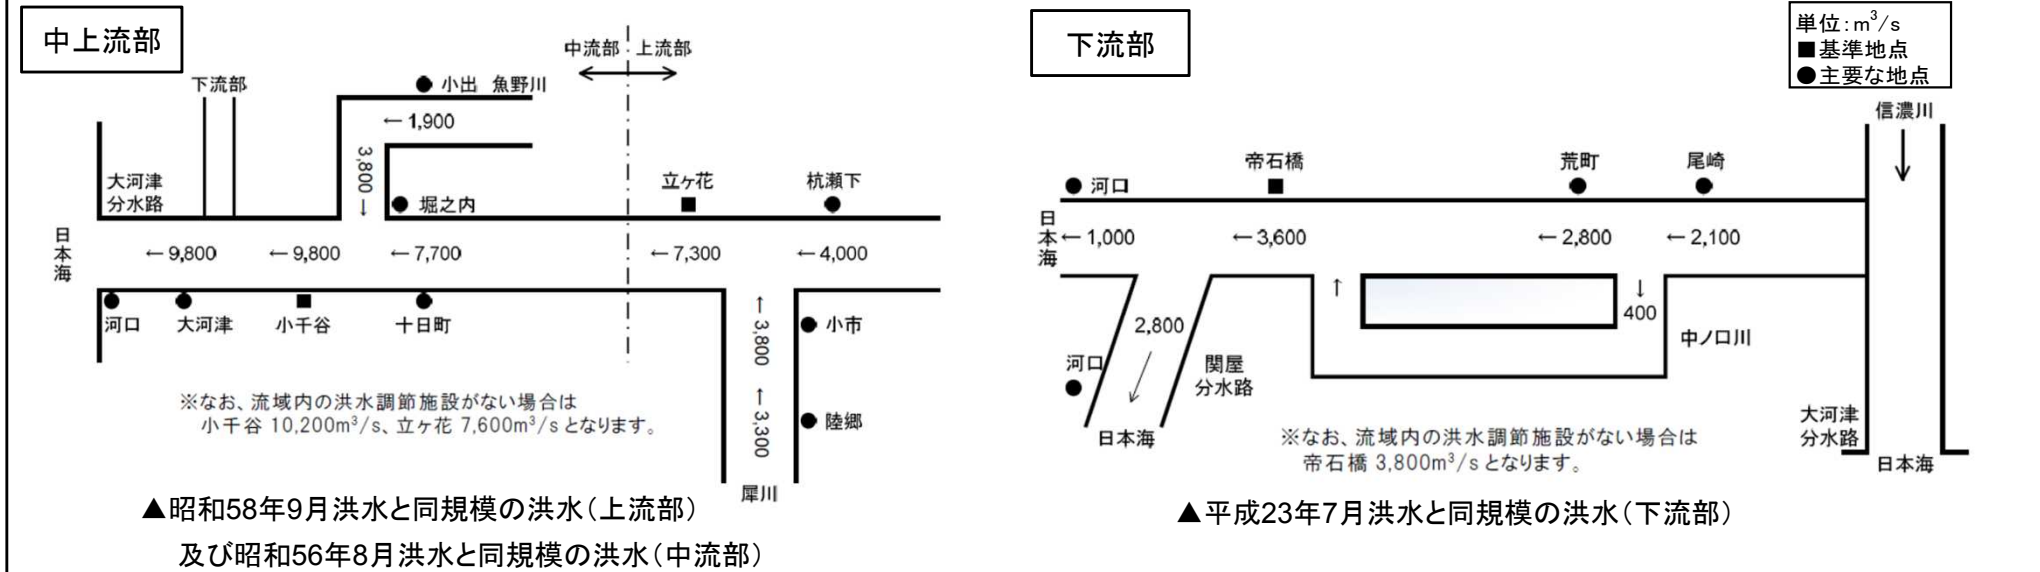 中上流部
中流部 上流部
下流部
小出 魚野川
←1,900
3,800→
大河津
分水路
堀之内
立ヶ花
杭瀬下
日本海
←9,800
←9,800
←7,700
←7,300
←4,000
河口
大河津
小千谷
十日町
←3,800
小市
←3,300
陸郷
犀川
※なお、流域内の洪水調節施設がない場合は
小千谷 10,200m³/s、立ヶ花 7,600m³/sとなります。
▲昭和58年9月洪水と同規模の洪水(上流部)
及び昭和56年8月洪水と同規模の洪水(中流部)
下流部
単位:m³/s
■基準地点
●主要な地点
信濃川
↓
河口
帝石橋
荒町
尾崎
日本海
←1,000
←3,600
←2,800
←2,100
↑
↓
400
2,800
中ノ口川
河口
関屋
分水路
日本海
大河津
分水路
日本海
※なお、流域内の洪水調節施設がない場合は
帝石橋 3,800m³/sとなります。
▲平成23年7月洪水と同規模の洪水(下流部)